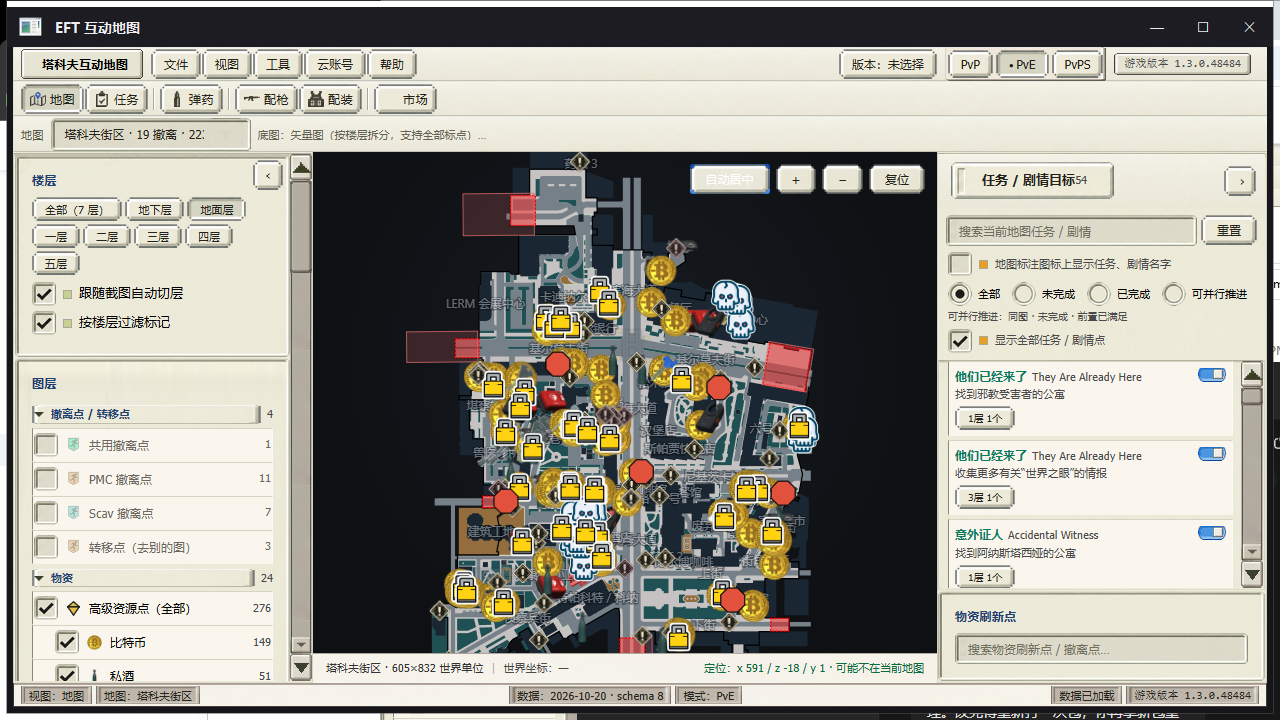 EFT 互动地图
塔科夫互动地图 文件 视图 工具 云账号 帮助 版本: 未选择 PvP •PvE PvPS 游戏版本 1.3.0.48484
地图 任务 弹药 配枪 配装 市场
地图 塔科夫街区 · 19 撤离 · 22: 底图: 矢量图（按楼层拆分，支持全部标点）...
楼层
全部（7 层） 地下层 地面层
一层 二层 三层 四层
五层
跟随截图自动切层
按楼层过滤标记
图层
撤离点 / 转移点 4
共用撤离点 1
PMC 撤离点 11
Scav 撤离点 7
转移点（去别的图） 3
物资 24
高级资源点（全部） 276
比特币 149
私酒 51
自动居中 + − 复位
LERM 会展中心
建筑工地
塔科夫街区 · 605×832 世界单位 | 世界坐标: —
定位: x 591 / z -18 / y 1 · 可能不在当前地图
任务 / 剧情目标54
搜索当前地图任务 / 剧情 重置
地图标注图标上显示任务、剧情名字
全部 未完成 已完成 可并行推进
可并行推进: 同图 · 未完成 · 前置已满足
显示全部任务 / 剧情点
他们已经来了 They Are Already Here
找到邪教受害者的公寓
1层 1个
他们已经来了 They Are Already Here
收集更多有关"世界之眼"的情报
3层 1个
意外证人 Accidental Witness
找到阿纳斯塔西娅的公寓
1层 1个
物资刷新点
搜索物资刷新点 / 撤离点...
视图: 地图 地图: 塔科夫街区 数据: 2026-10-20 · schema 8 模式: PvE 数据已加载 游戏版本 1.3.0.48484